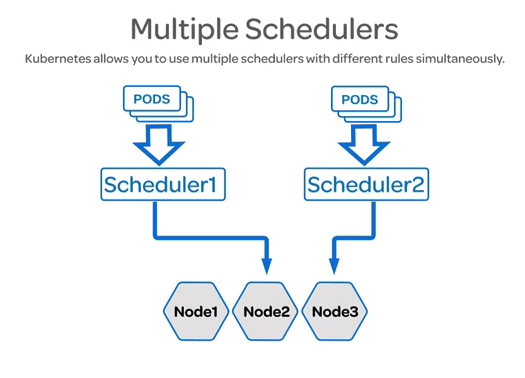 Multiple Schedulers
Kubernetes allows you to use multiple schedulers with different rules simultaneously.
PODS
PODS
Scheduler1
Scheduler2
Node1
Node2
Node3